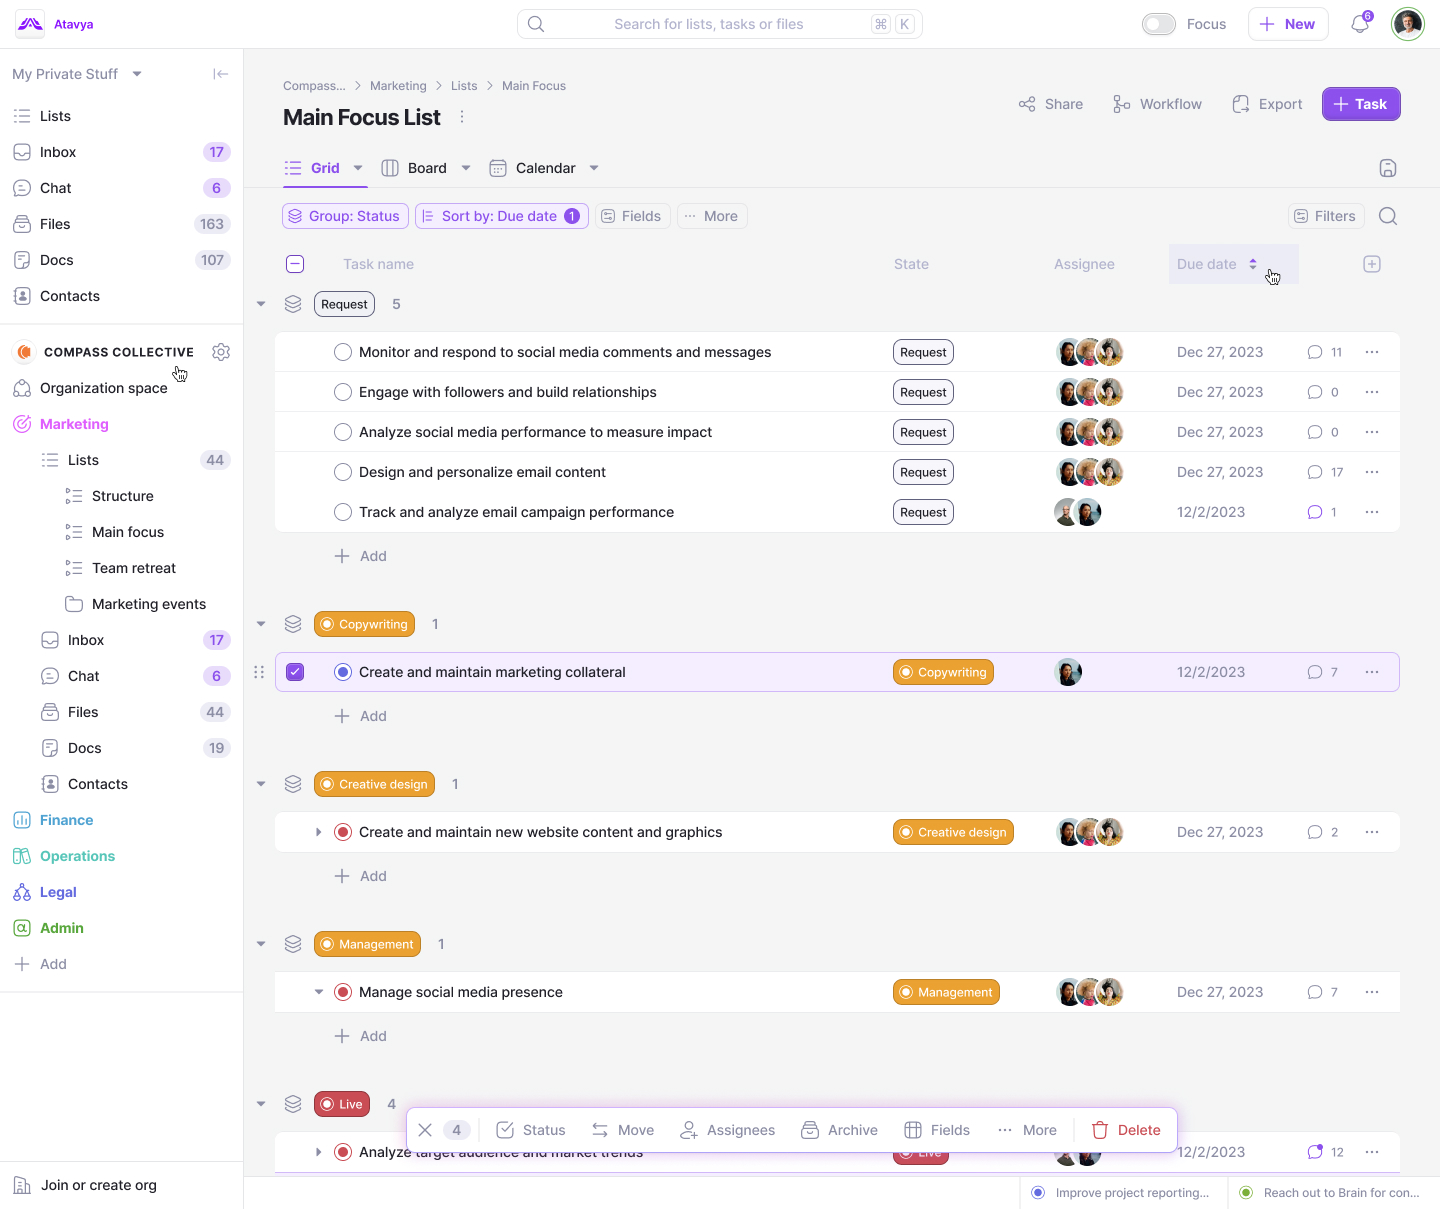 Atavya
Search for lists, tasks or files
⌘ K
Focus
New
6
My Private Stuff
Lists
Inbox 17
Chat 6
Files 163
Docs 107
Contacts
COMPASS COLLECTIVE
Organization space
Marketing
Lists 44
Structure
Main focus
Team retreat
Marketing events
Inbox 17
Chat 6
Files 44
Docs 19
Contacts
Finance
Operations
Legal
Admin
Add
Join or create org
Compass... > Marketing > Lists > Main Focus
Main Focus List
Share
Workflow
Export
Task
Grid
Board
Calendar
Group: Status
Sort by: Due date 1
Fields
More
Filters
Task name State Assignee Due date
Request 5
Monitor and respond to social media comments and messages Request Dec 27, 2023 11
Engage with followers and build relationships Request Dec 27, 2023 0
Analyze social media performance to measure impact Request Dec 27, 2023 0
Design and personalize email content Request Dec 27, 2023 17
Track and analyze email campaign performance Request 12/2/2023 1
Add
Copywriting 1
Create and maintain marketing collateral Copywriting 12/2/2023 7
Add
Creative design 1
Create and maintain new website content and graphics Creative design Dec 27, 2023 2
Add
Management 1
Manage social media presence Management Dec 27, 2023 7
Add
Live 4
4 Status Move Assignees Archive Fields More Delete
Analyze target audience and market trends Live 12/2/2023 12
Improve project reporting...
Reach out to Brain for con...